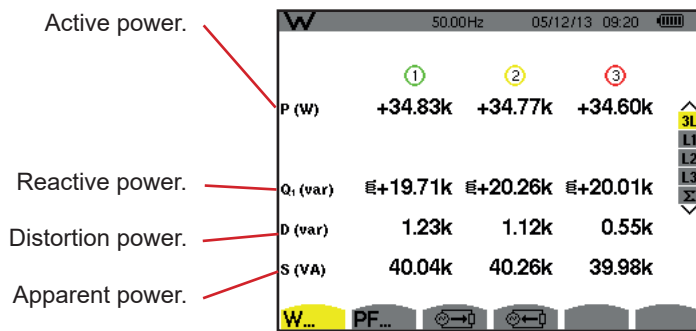 Active power.
W 50.00Hz 05/12/13 09:20
1 2 3
P (W) +34.83k +34.77k +34.60k
3L
L1
L2
L3
Σ
Reactive power.
Q₁ (var) +19.71k +20.26k +20.01k
Distortion power.
D (var) 1.23k 1.12k 0.55k
Apparent power.
S (VA) 40.04k 40.26k 39.98k
W... PF...